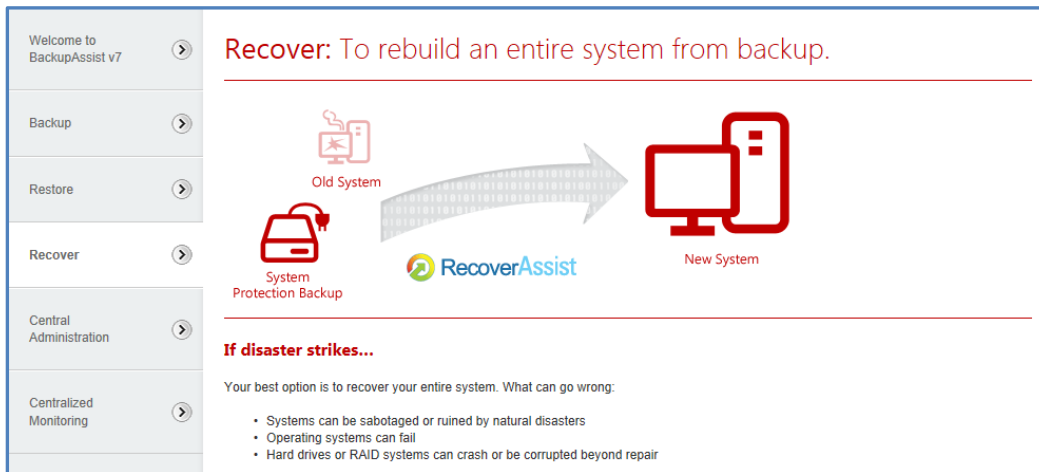 Welcome to
BackupAssist v7
Backup
Restore
Recover
Central
Administration
Centralized
Monitoring
Recover: To rebuild an entire system from backup.
Old System
System
Protection Backup
RecoverAssist
New System
If disaster strikes...
Your best option is to recover your entire system. What can go wrong:
• Systems can be sabotaged or ruined by natural disasters
• Operating systems can fail
• Hard drives or RAID systems can crash or be corrupted beyond repair